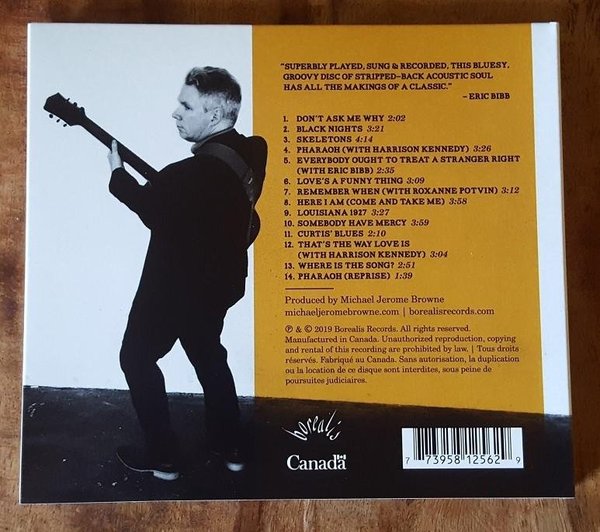 "SUPERBLY PLAYED, SUNG & RECORDED, THIS BLUESY,
GROOVY DISC OF STRIPPED-BACK ACOUSTIC SOUL
HAS ALL THE MAKINGS OF A CLASSIC."
– ERIC BIBB
1. DON'T ASK ME WHY 2:02
2. BLACK NIGHTS 3:21
3. SKELETONS 4:14
4. PHARAOH (WITH HARRISON KENNEDY) 3:26
5. EVERYBODY OUGHT TO TREAT A STRANGER RIGHT
(WITH ERIC BIBB) 2:35
6. LOVE'S A FUNNY THING 3:09
7. REMEMBER WHEN (WITH ROXANNE POTVIN) 3:12
8. HERE I AM (COME AND TAKE ME) 3:58
9. LOUISIANA 1927 3:27
10. SOMEBODY HAVE MERCY 3:59
11. CURTIS' BLUES 2:10
12. THAT'S THE WAY LOVE IS
(WITH HARRISON KENNEDY) 3:04
13. WHERE IS THE SONG? 2:51
14. PHARAOH (REPRISE) 1:39
Produced by Michael Jerome Browne
michaeljeromebrowne.com | borealisrecords.com
℗ & © 2019 Borealis Records. All rights reserved.
Manufactured in Canada. Unauthorized reproduction, copying
and rental of this recording are prohibited by law. | Tous droits
réservés. Fabriqué au Canada. Sans autorisation, la duplication
ou la location de ce disque sont interdites, sous peine de
poursuites judiciaires.
borealis
Canada
7 73958 12562 9